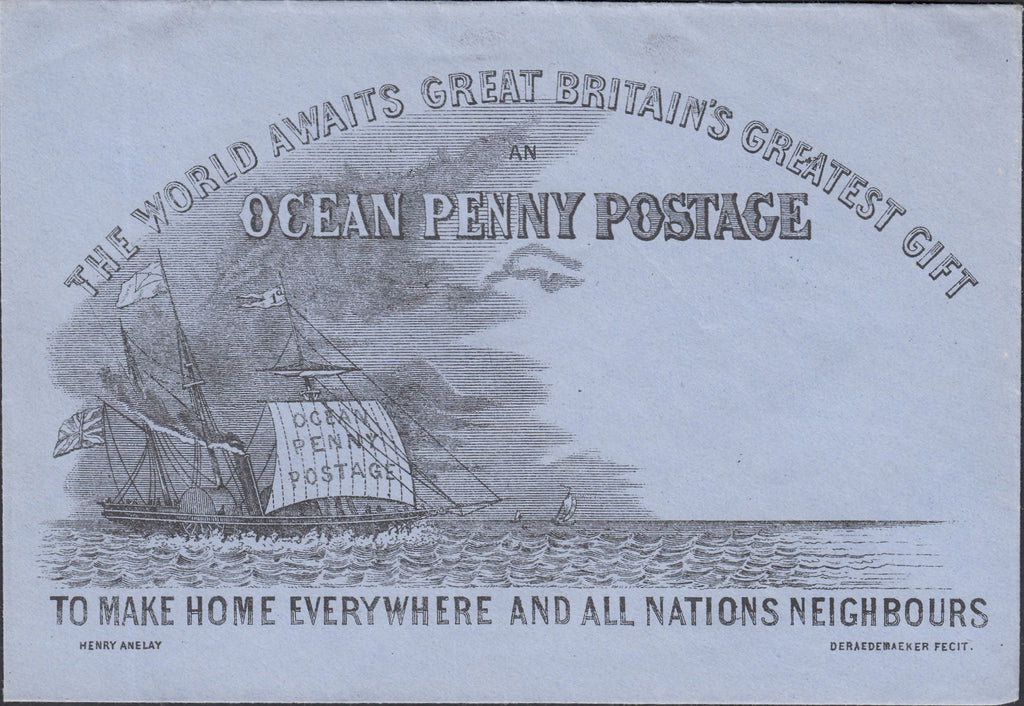 THE WORLD AWAITS GREAT BRITAIN'S GREATEST GIFT
AN
OCEAN PENNY POSTAGE
OCEAN
PENNY
POSTAGE
TO MAKE HOME EVERYWHERE AND ALL NATIONS NEIGHBOURS
HENRY ANELAY
DERAEDEMAEKER FECIT.